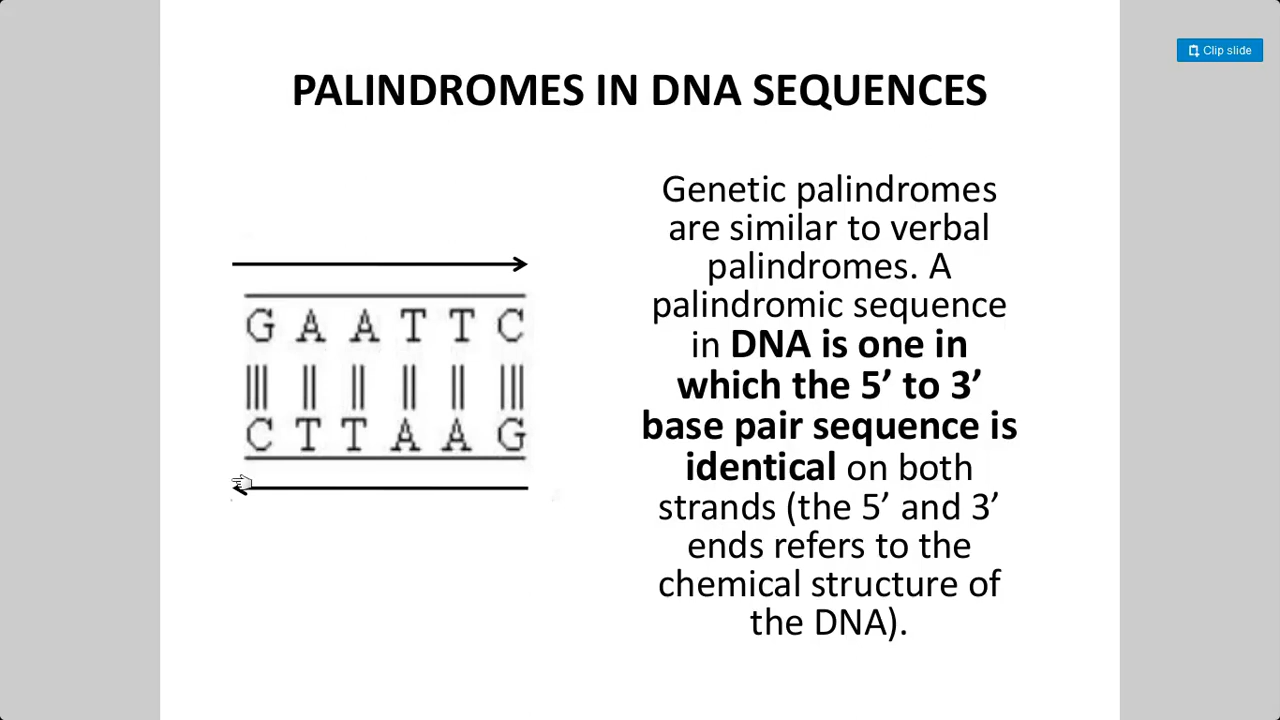 Clip slide
PALINDROMES IN DNA SEQUENCES
G A A T T C
C T T A A G
Genetic palindromes
are similar to verbal
palindromes. A
palindromic sequence
in DNA is one in
which the 5’ to 3’
base pair sequence is
identical on both
strands (the 5’ and 3’
ends refers to the
chemical structure of
the DNA).